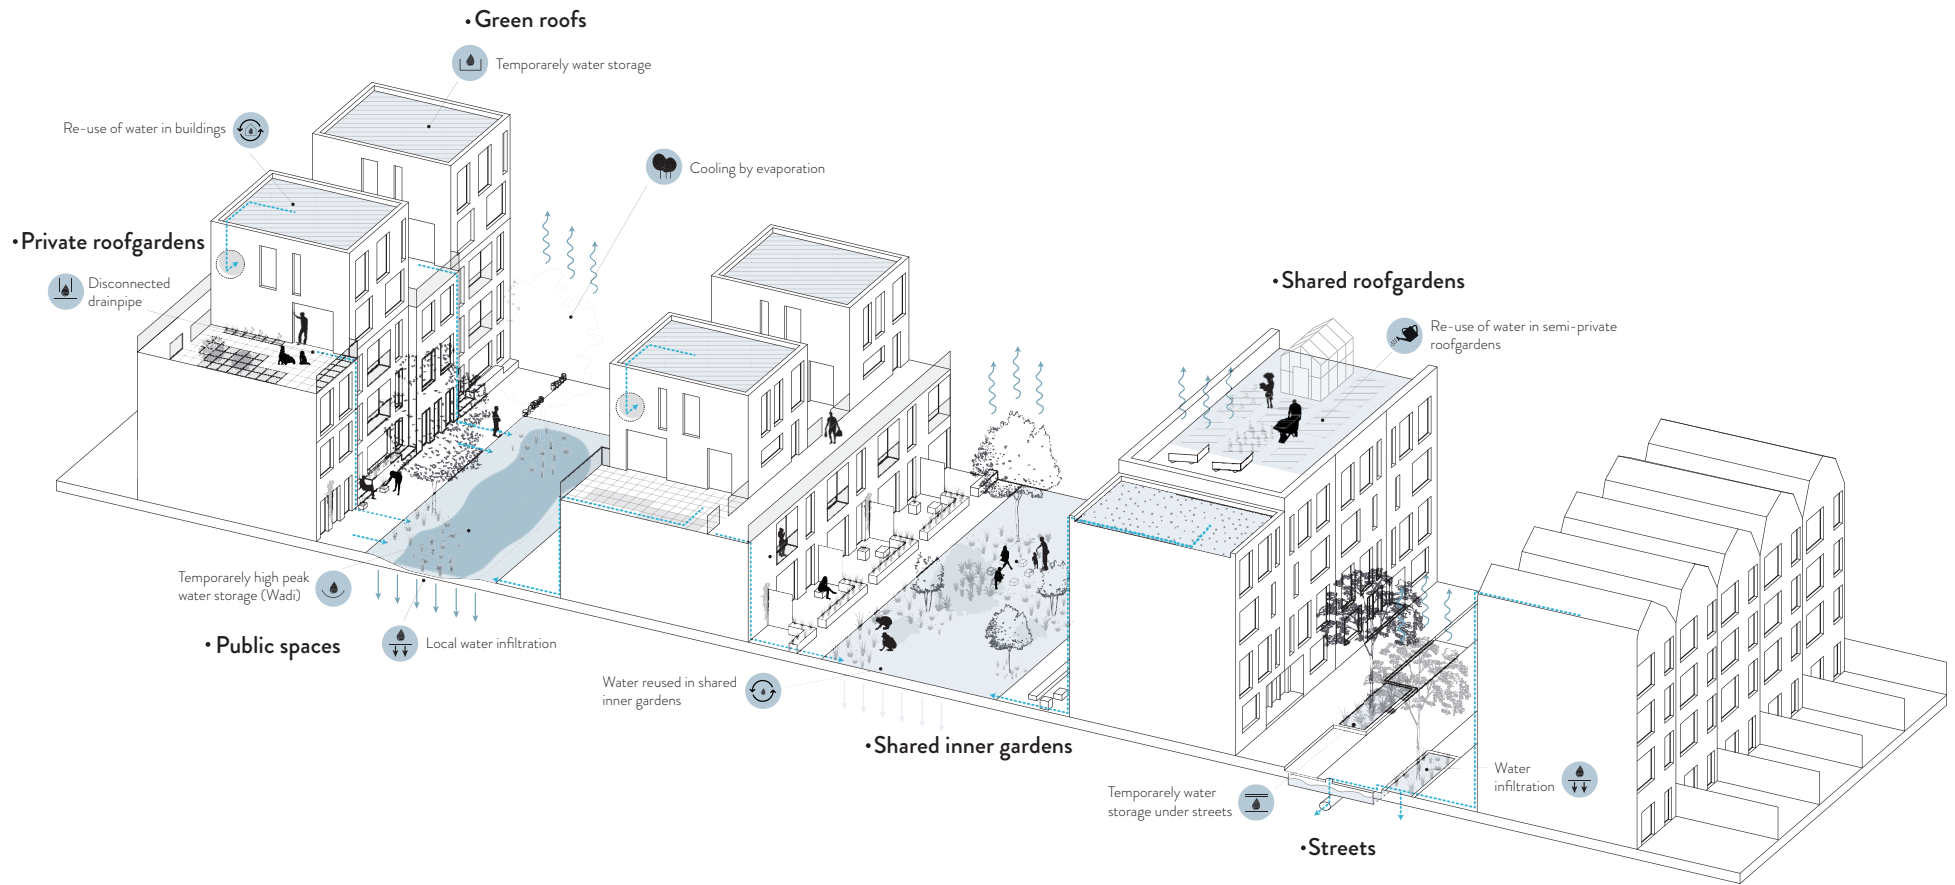 • Green roofs
Temporarely water storage
Re-use of water in buildings
Cooling by evaporation
• Private roofgardens
Disconnected
drainpipe
• Shared roofgardens
Re-use of water in semi-private
roofgardens
Temporarely high peak
water storage (Wadi)
• Public spaces
Local water infiltration
Water reused in shared
inner gardens
• Shared inner gardens
Temporarely water
storage under streets
Water
infiltration
• Streets